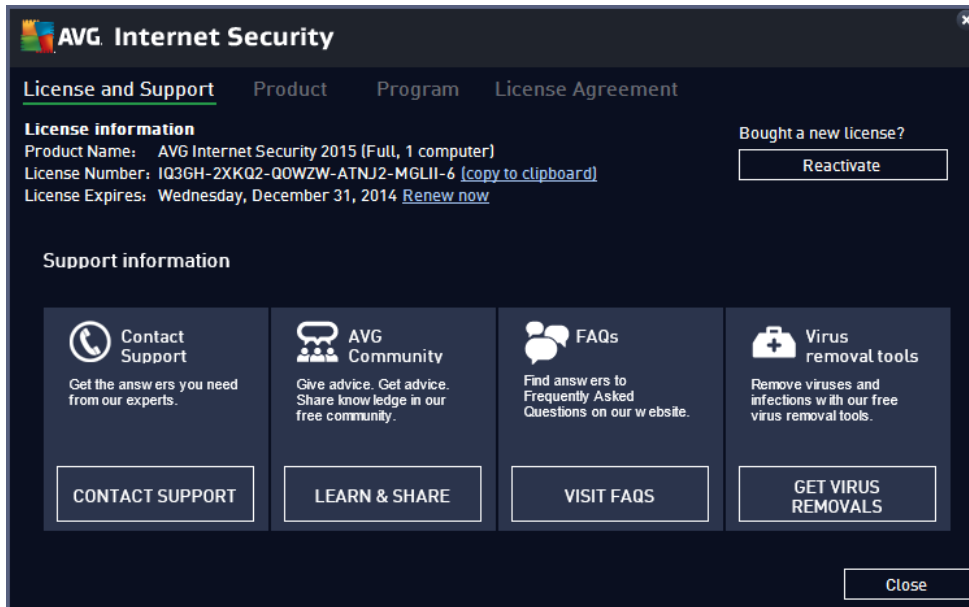 AVG. Internet Security
License and Support Product Program License Agreement
License information
Product Name: AVG Internet Security 2015 (Full, 1 computer)
License Number: IQ3GH-2XKQ2-QOWZW-ATNJ2-MGLII-6 (copy to clipboard)
License Expires: Wednesday, December 31, 2014 Renew now
Bought a new license?
Reactivate
Support information
Contact
Support
Get the answers you need
from our experts.
CONTACT SUPPORT
AVG
Community
Give advice. Get advice.
Share knowledge in our
free community.
LEARN & SHARE
FAQs
Find answers to
Frequently Asked
Questions on our website.
VISIT FAQS
Virus
removal tools
Remove viruses and
infections with our free
virus removal tools.
GET VIRUS
REMOVALS
Close